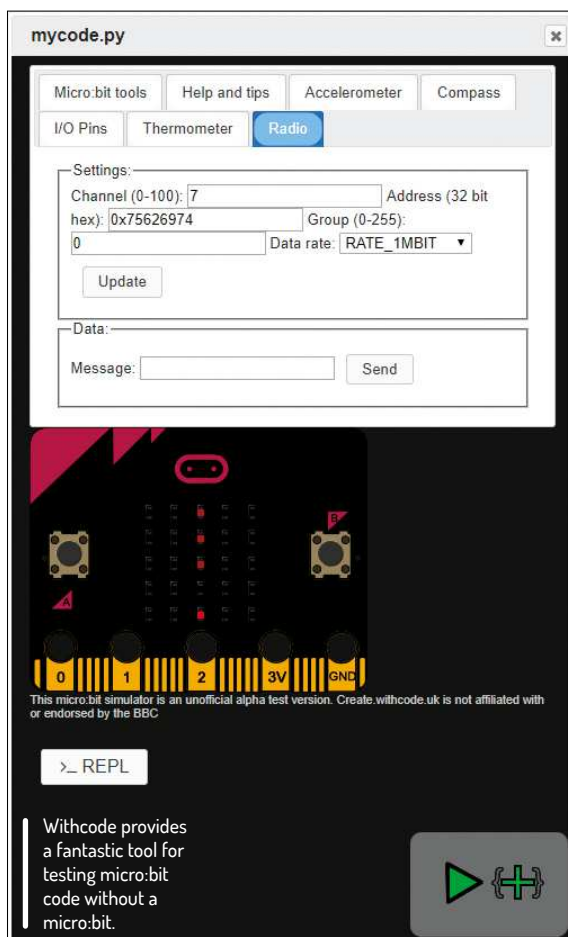 mycode.py
Micro:bit tools
Help and tips
Accelerometer
Compass
I/O Pins
Thermometer
Radio
Settings:
Channel (0-100): 7 Address (32 bit
hex): 0x75626974 Group (0-255):
0 Data rate: RATE_1MBIT
Update
Data:
Message:
Send
B
A
0 1 2 3V GND
This micro:bit simulator is an unofficial alpha test version. Create.withcode.uk is not affiliated with
or endorsed by the BBC
>_ REPL
Withcode provides
a fantastic tool for
testing micro:bit
code without a
micro:bit.
{+}